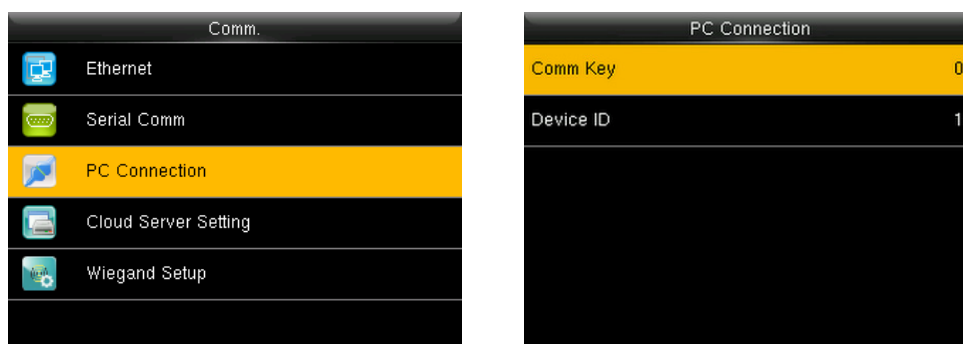 Comm.
Ethernet
Serial Comm
PC Connection
Cloud Server Setting
Wiegand Setup
PC Connection
Comm Key 0
Device ID 1